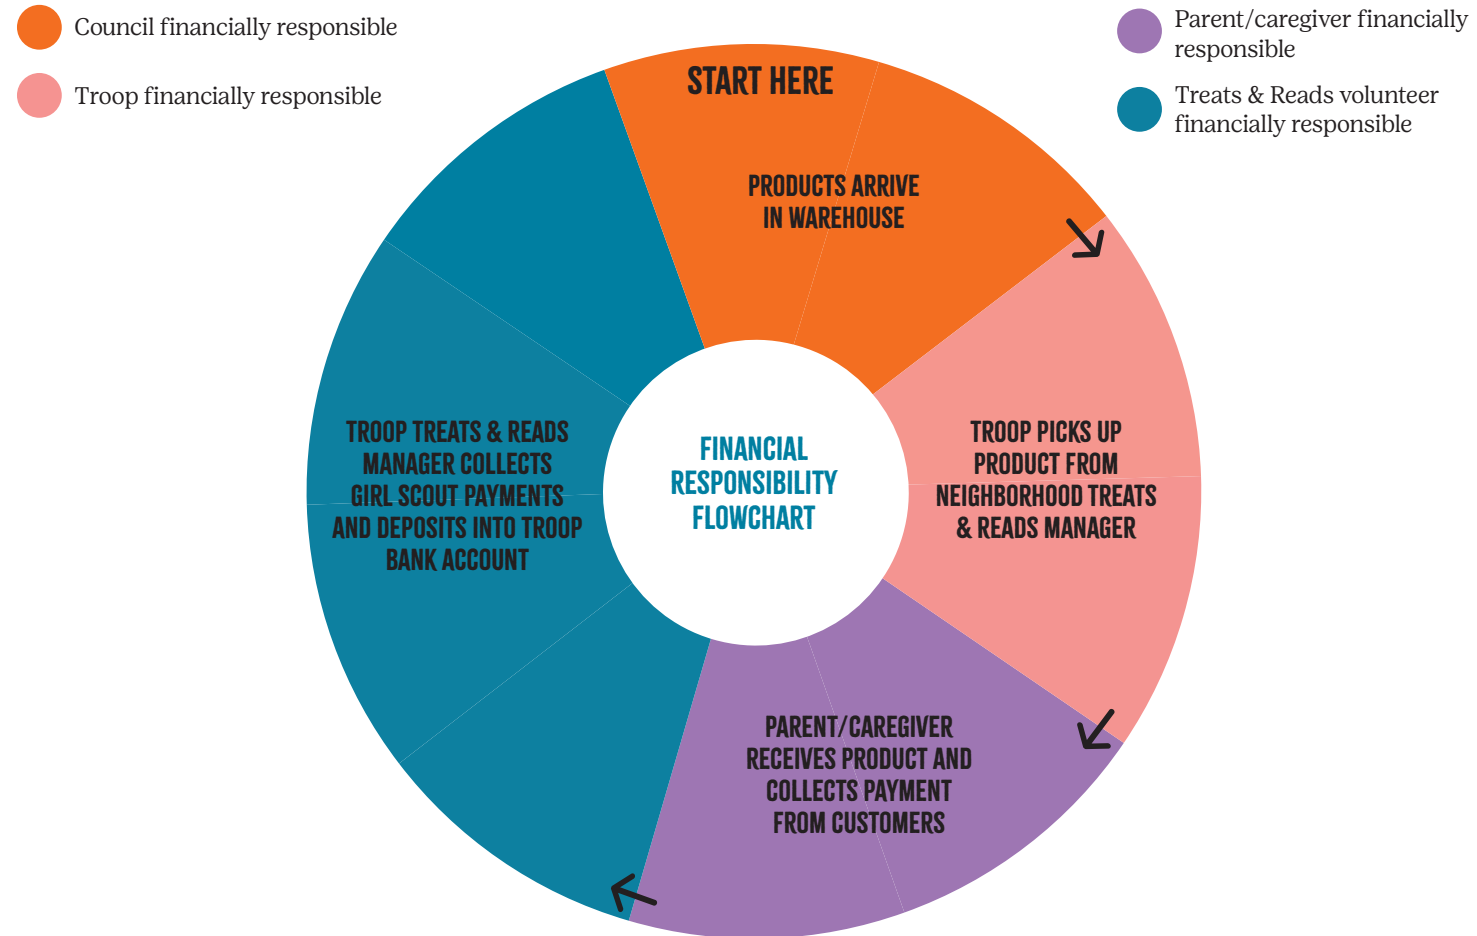 Council financially responsible
Troop financially responsible
Parent/caregiver financially
responsible
Treats & Reads volunteer
financially responsible
START HERE
PRODUCTS ARRIVE
IN WAREHOUSE
TROOP PICKS UP
PRODUCT FROM
NEIGHBORHOOD TREATS
& READS MANAGER
PARENT/CAREGIVER
RECEIVES PRODUCT AND
COLLECTS PAYMENT
FROM CUSTOMERS
TROOP TREATS & READS
MANAGER COLLECTS
GIRL SCOUT PAYMENTS
AND DEPOSITS INTO TROOP
BANK ACCOUNT
FINANCIAL
RESPONSIBILITY
FLOWCHART